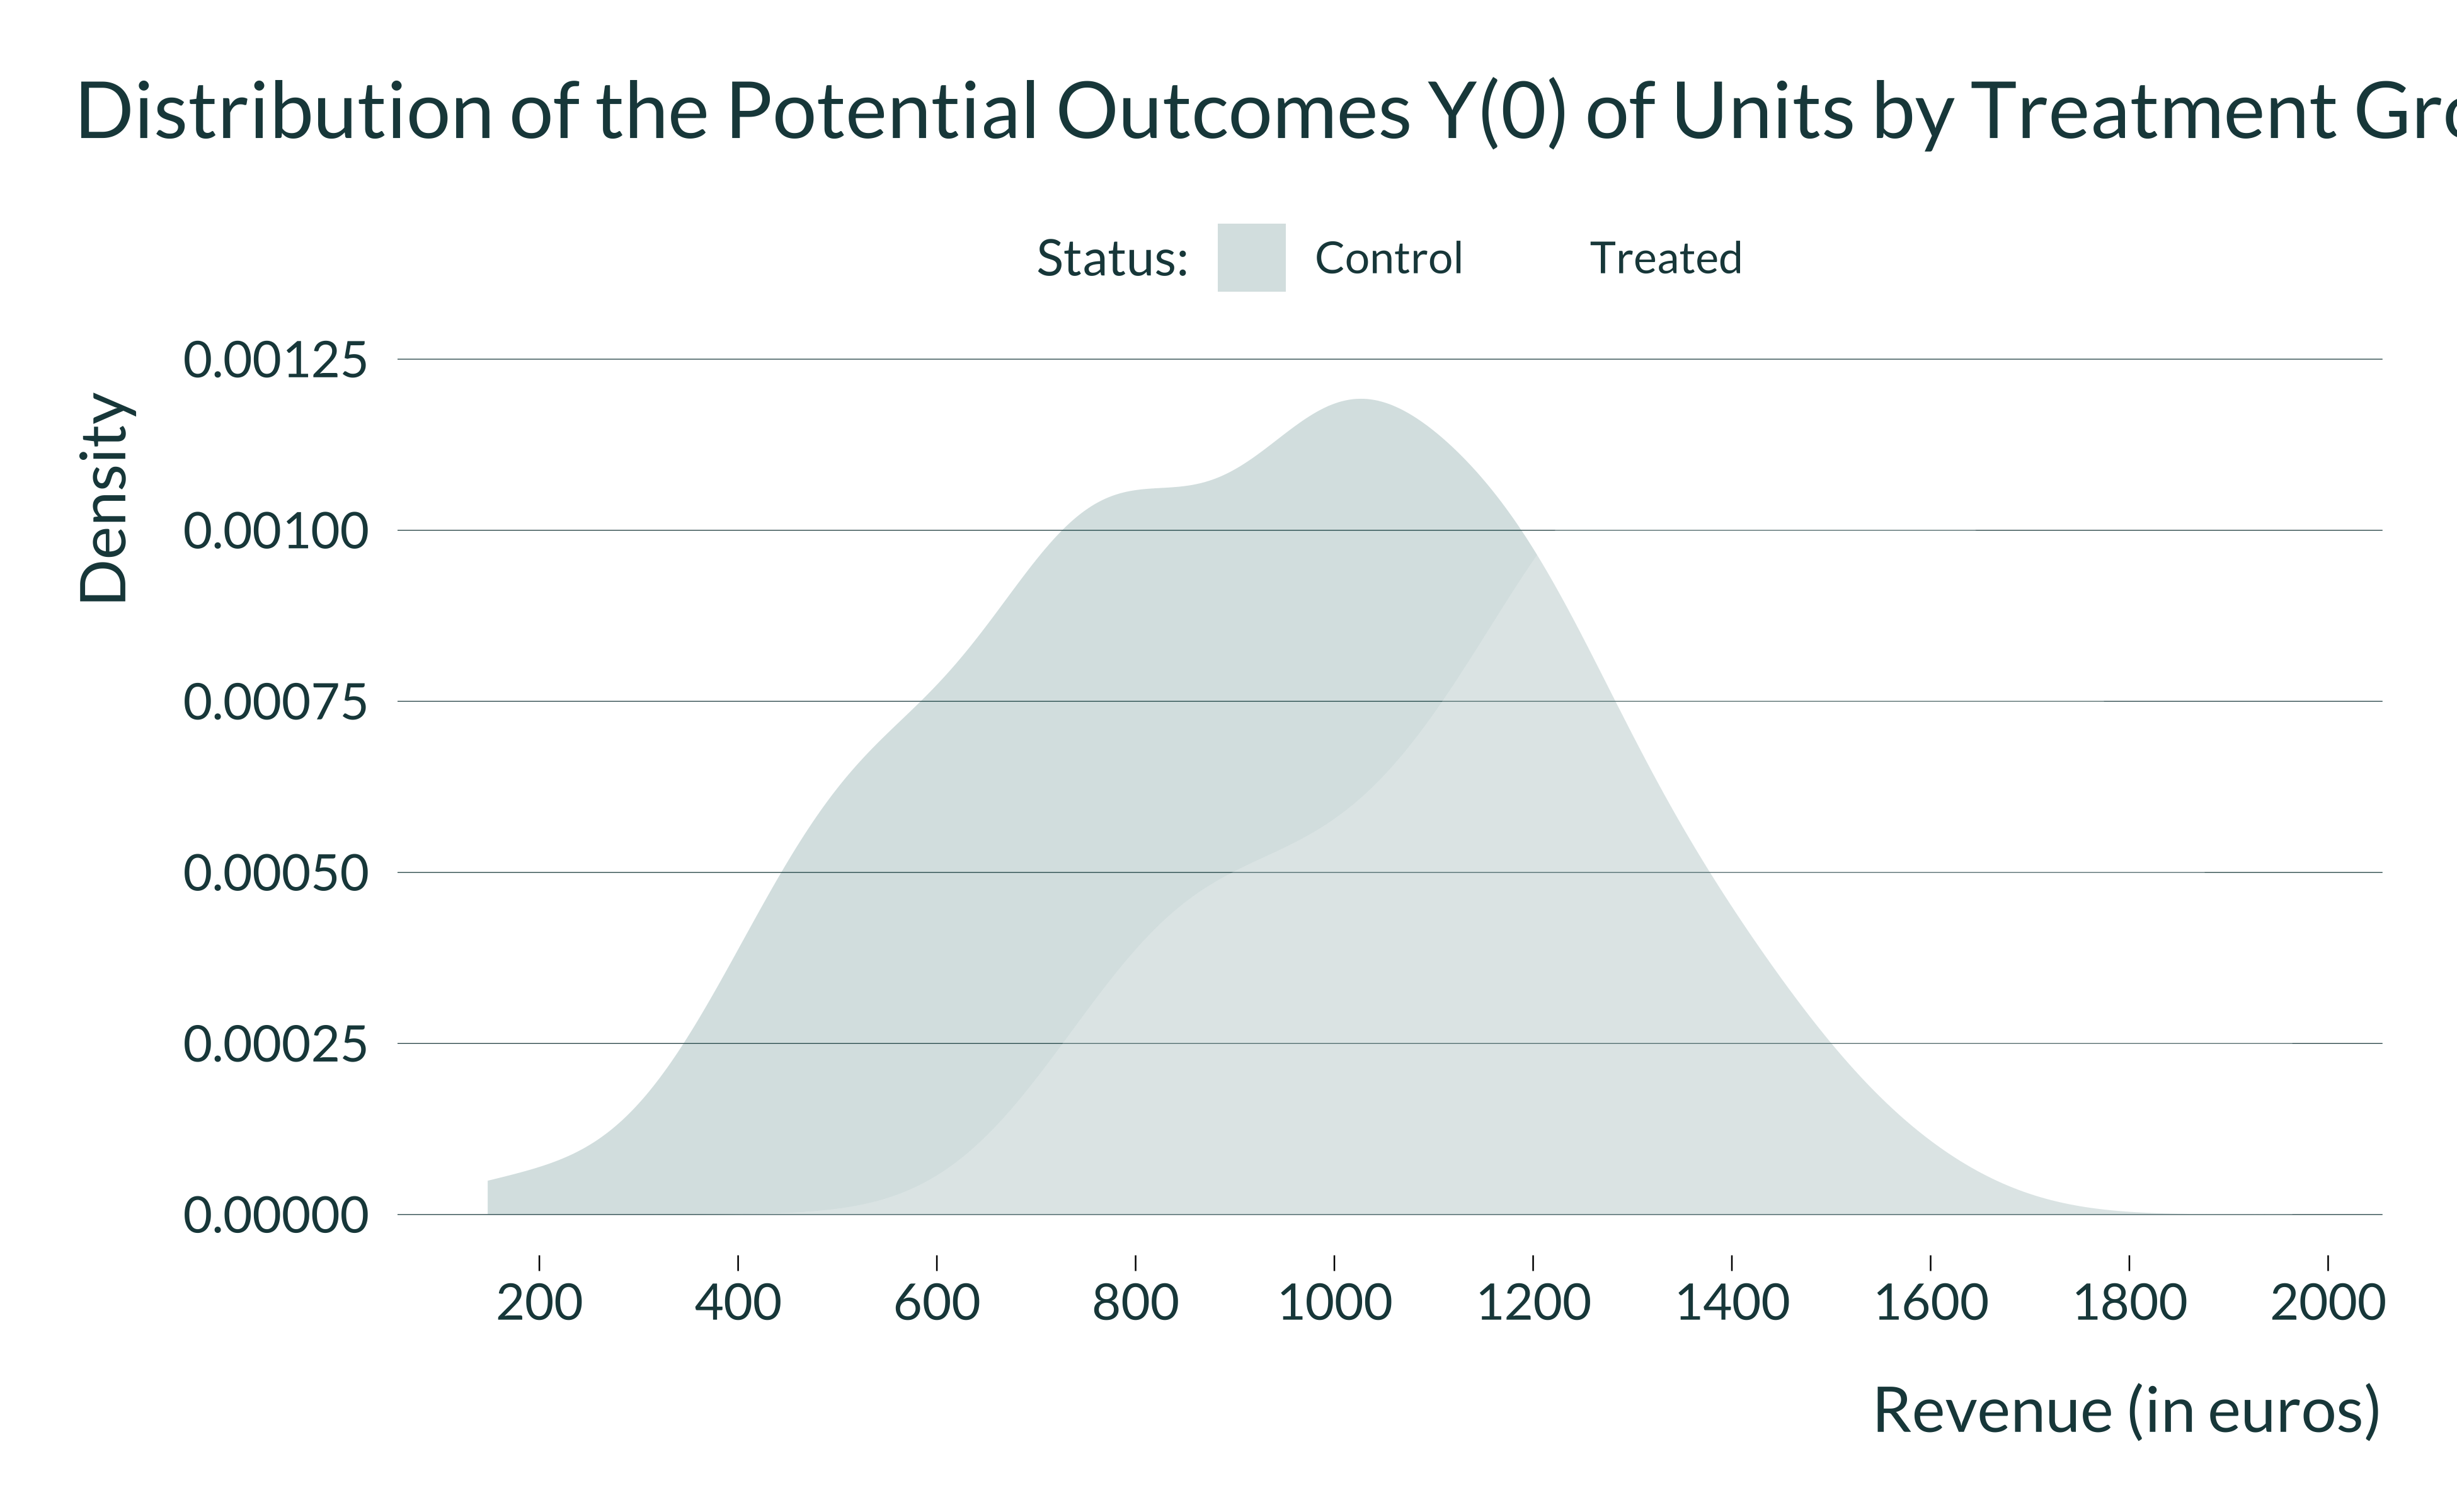 Distribution of the Potential Outcomes Y(0) of Units by Treatment
Status: Control Treated
Density
0.00125
0.00100
0.00075
0.00050
0.00025
0.00000
200 400 600 800 1000 1200 1400 1600 1800 2000
Revenue (in euros)